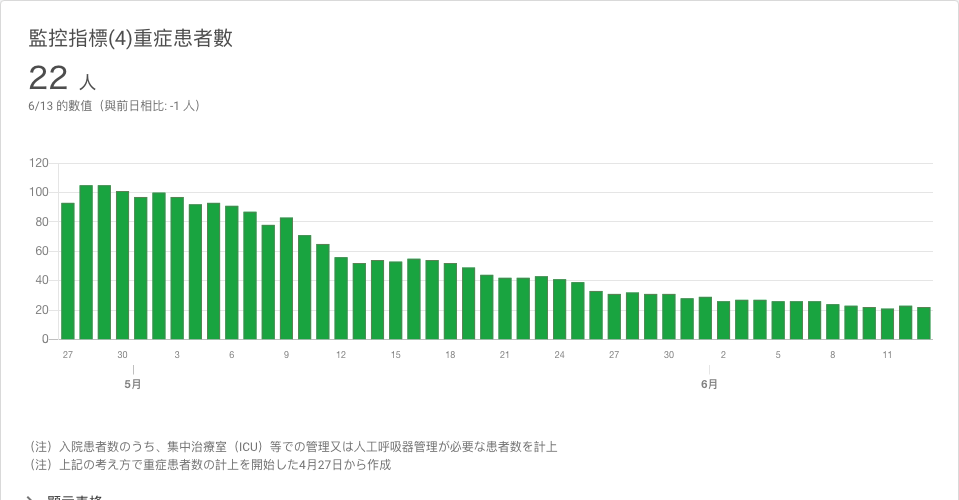 監控指標(4)重症患者數
22 人
6/13 的數值（與前日相比: -1 人）
120
100
80
60
40
20
0
27 30 3 6 9 12 15 18 21 24 27 30 2 5 8 11
5月 6月
（注）入院患者数のうち、集中治療室（ICU）等での管理又は人工呼吸器管理が必要な患者数を計上
（注）上記の考え方で重症患者数の計上を開始した4月27日から作成
顯示表格